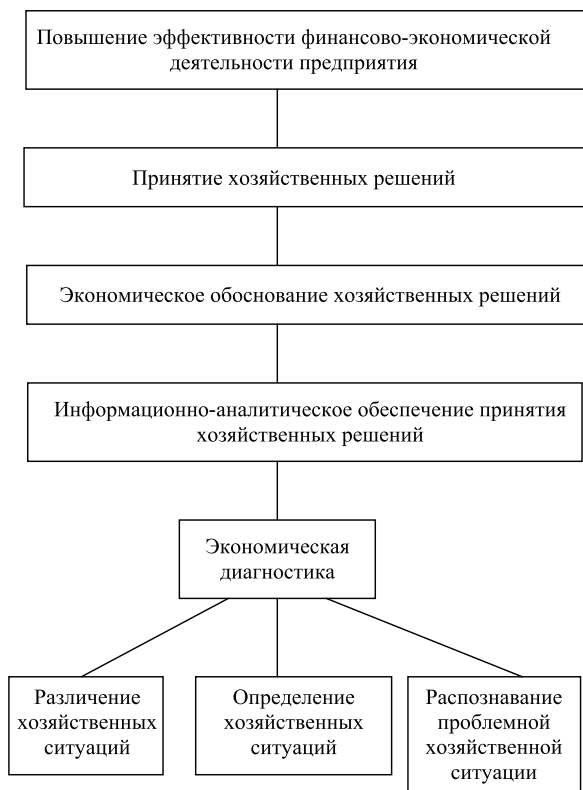 Повышение эффективности финансово-экономической
деятельности предприятия
Принятие хозяйственных решений
Экономическое обоснование хозяйственных решений
Информационно-аналитическое обеспечение принятия
хозяйственных решений
Экономическая
диагностика
Различение
хозяйственных
ситуаций
Определение
хозяйственных
ситуаций
Распознавание
проблемной
хозяйственной
ситуации